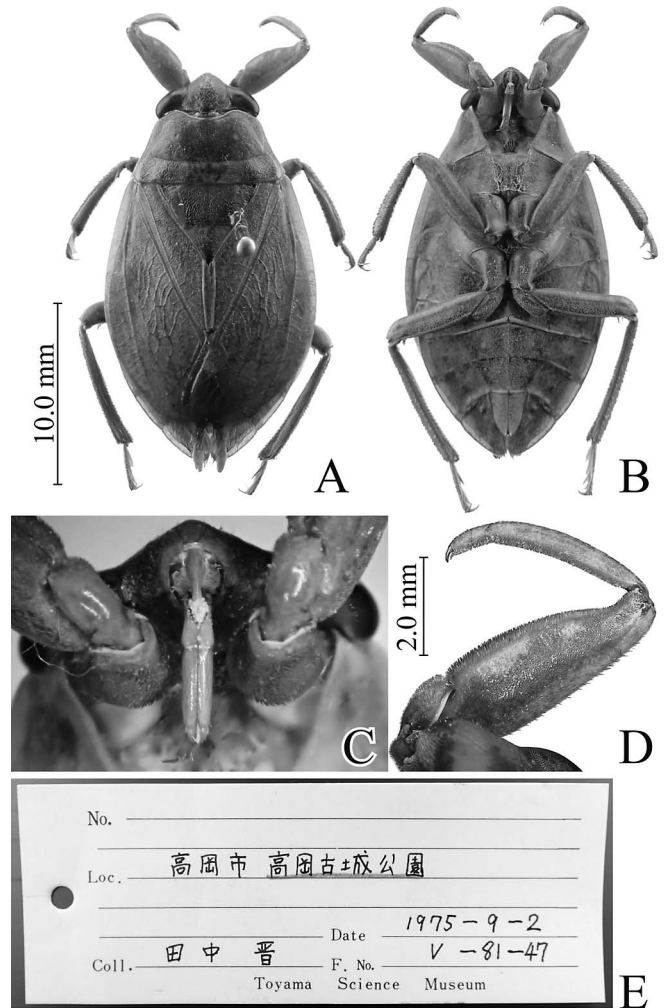 10.0 mm
A
B
2.0 mm
C
D
No.
Loc. 高岡市 高岡古城公園
Date 1975-9-2
Coll. 田中 晋 F. No. V-81-47
Toyama Science Museum
E